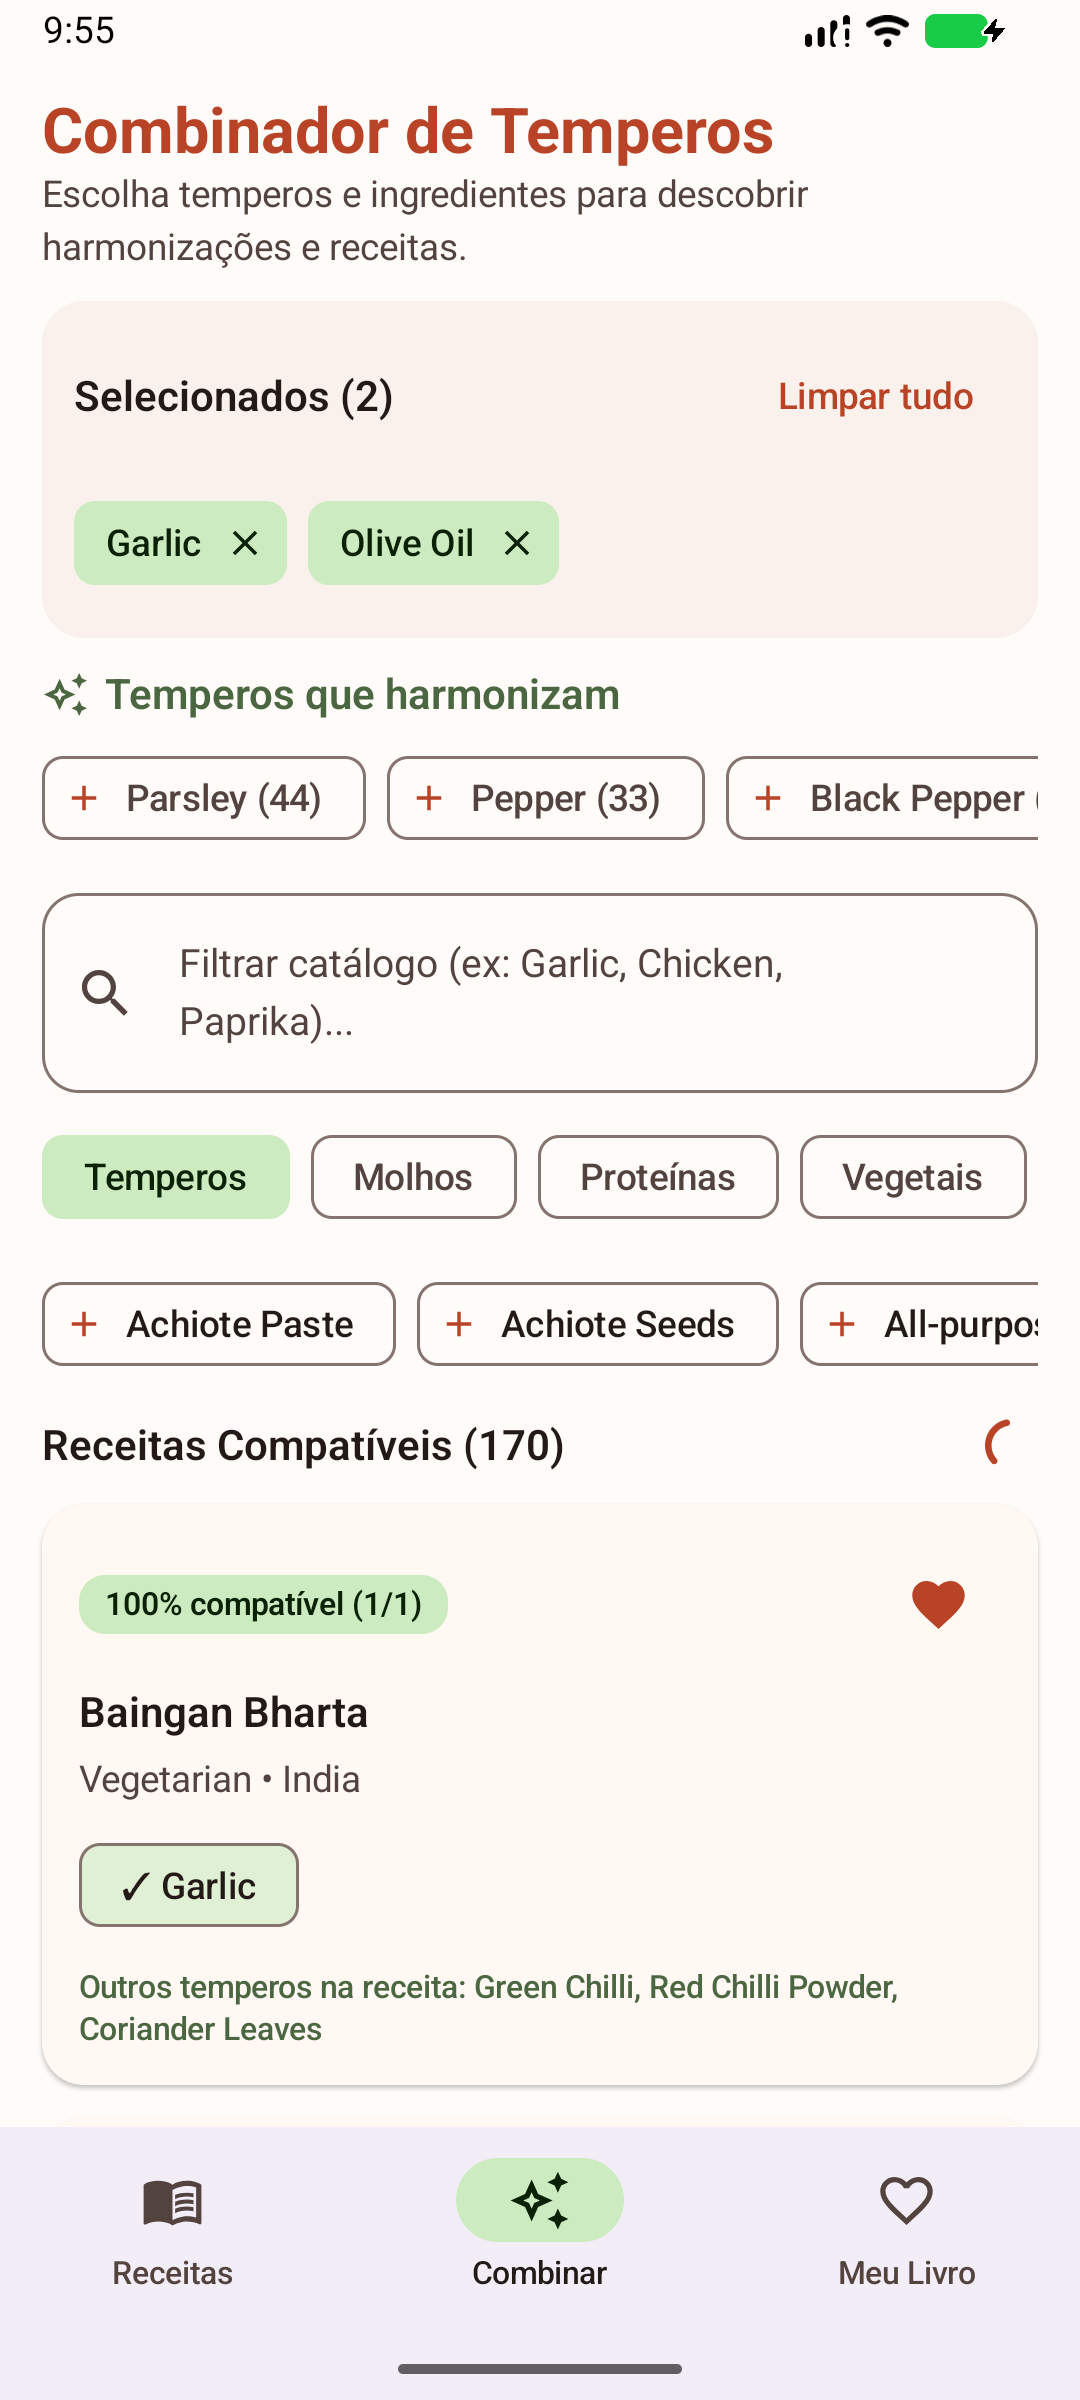 9:55
Combinador de Temperos
Escolha temperos e ingredientes para descobrir
harmonizações e receitas.
Selecionados (2)
Limpar tudo
Garlic
Olive Oil
Temperos que harmonizam
+ Parsley (44)
+ Pepper (33)
+ Black Pepper (
Filtrar catálogo (ex: Garlic, Chicken,
Paprika)...
Temperos
Molhos
Proteínas
Vegetais
+ Achiote Paste
+ Achiote Seeds
+ All-purpos
Receitas Compatíveis (170)
100% compatível (1/1)
Baingan Bharta
Vegetarian • India
✓ Garlic
Outros temperos na receita: Green Chilli, Red Chilli Powder,
Coriander Leaves
Receitas
Combinar
Meu Livro